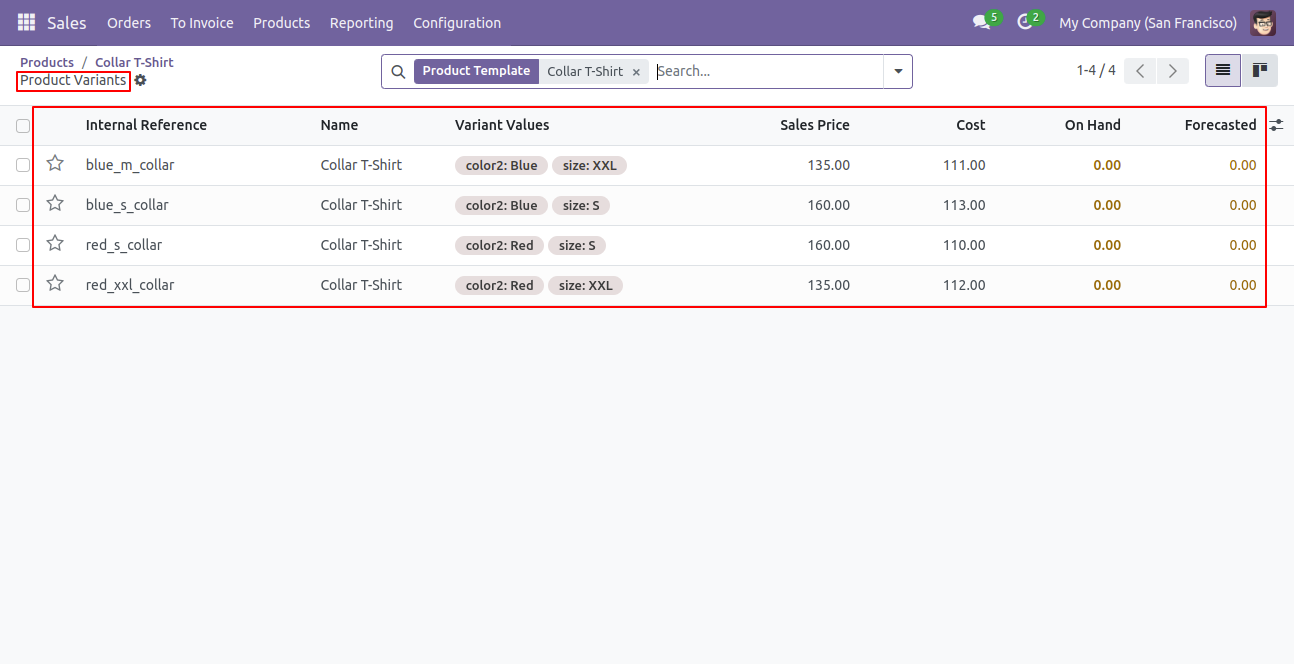 Sales Orders To Invoice Products Reporting Configuration 5 2 My Company (San Francisco)
Products / Collar T-Shirt
Product Variants
Product Template Collar T-Shirt × Search... 1-4 / 4
Internal Reference Name Variant Values Sales Price Cost On Hand Forecasted
blue_m_collar Collar T-Shirt color2: Blue size: XXL 135.00 111.00 0.00 0.00
blue_s_collar Collar T-Shirt color2: Blue size: S 160.00 113.00 0.00 0.00
red_s_collar Collar T-Shirt color2: Red size: S 160.00 110.00 0.00 0.00
red_xxl_collar Collar T-Shirt color2: Red size: XXL 135.00 112.00 0.00 0.00